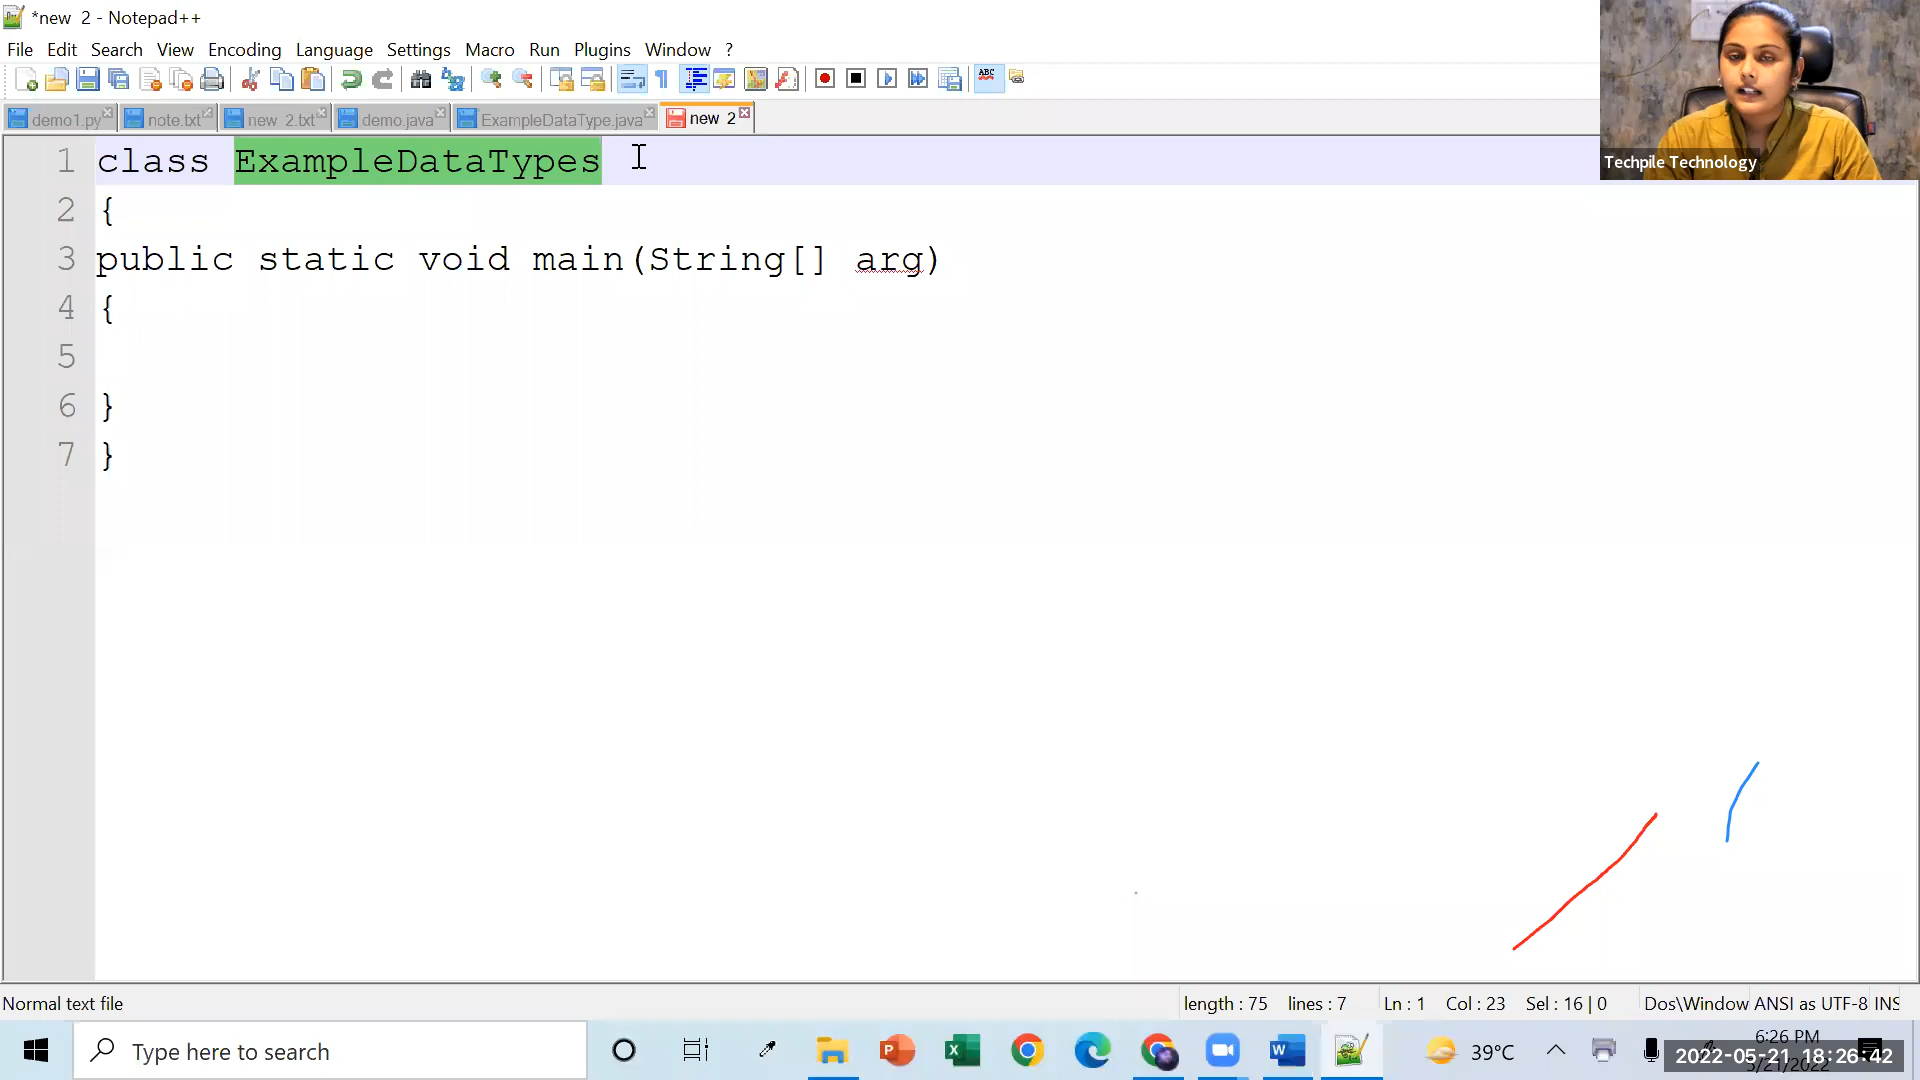 *new 2 - Notepad++
File Edit Search View Encoding Language Settings Macro Run Plugins Window ?
ABC
demo1.py note.txt new 2.txt demo.java ExampleDataType.java new 2
Techpile Technology
1 class ExampleDataTypes
2 {
3 public static void main(String[] arg)
4 {
5
6 }
7 }
Normal text file length : 75 lines : 7 Ln : 1 Col : 23 Sel : 16 | 0 Dos\Window ANSI as UTF-8 INS
Type here to search
39°C
6:26 PM
2022-05-21 18:26:42